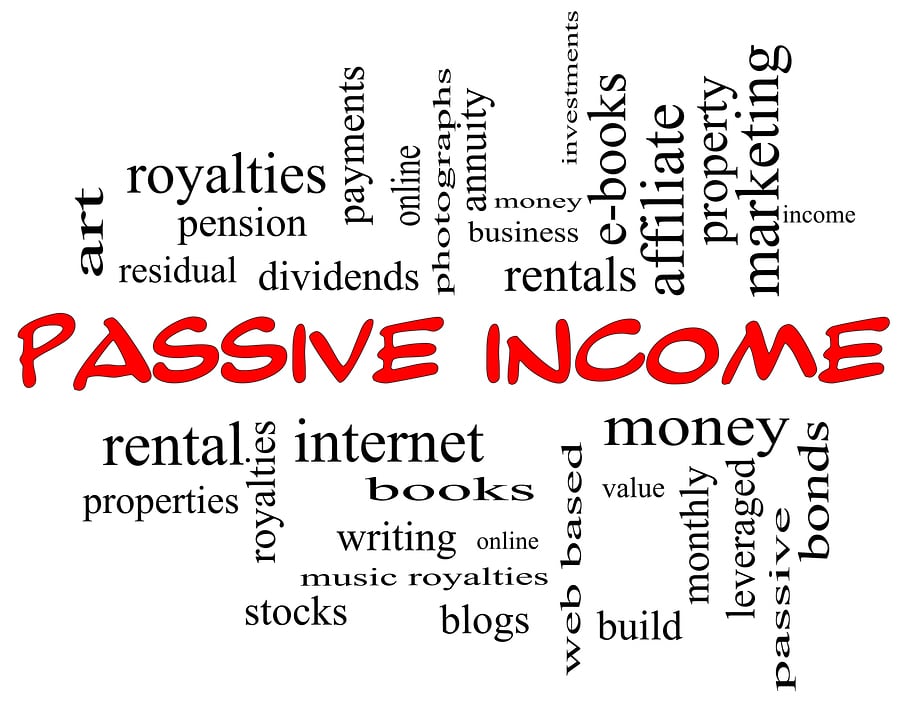 investments
payments
online
photographs
annuity
e-books
affiliate
property
marketing
royalties
art
pension
money
business
income
residual
dividends
rentals
PASSIVE INCOME
rental
royalties
internet
money
bonds
properties
books
web based
value
monthly
leveraged
passive
writing
online
music royalties
stocks
blogs
build